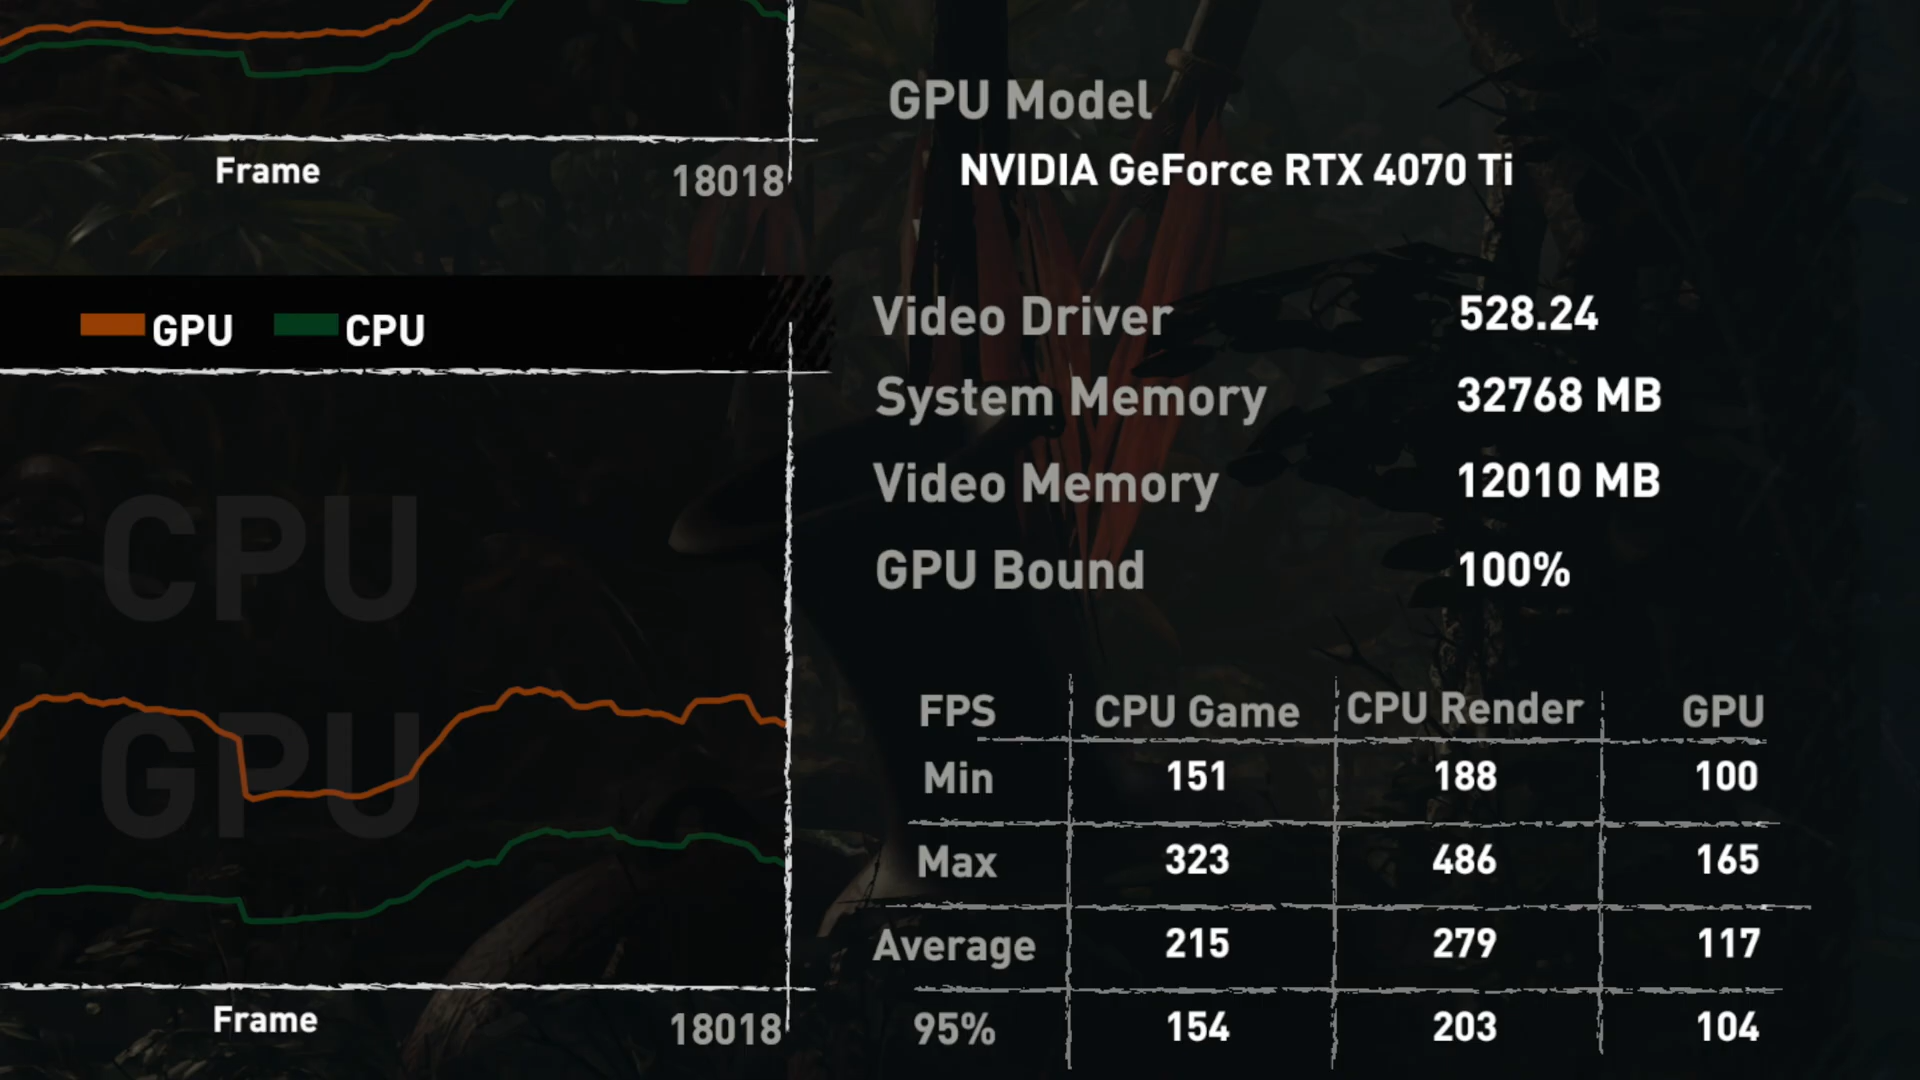 Frame 18018
GPU CPU
CPU
GPU
Frame 18018
GPU Model
NVIDIA GeForce RTX 4070 Ti
Video Driver 528.24
System Memory 32768 MB
Video Memory 12010 MB
GPU Bound 100%
FPS CPU Game CPU Render GPU
Min 151 188 100
Max 323 486 165
Average 215 279 117
95% 154 203 104